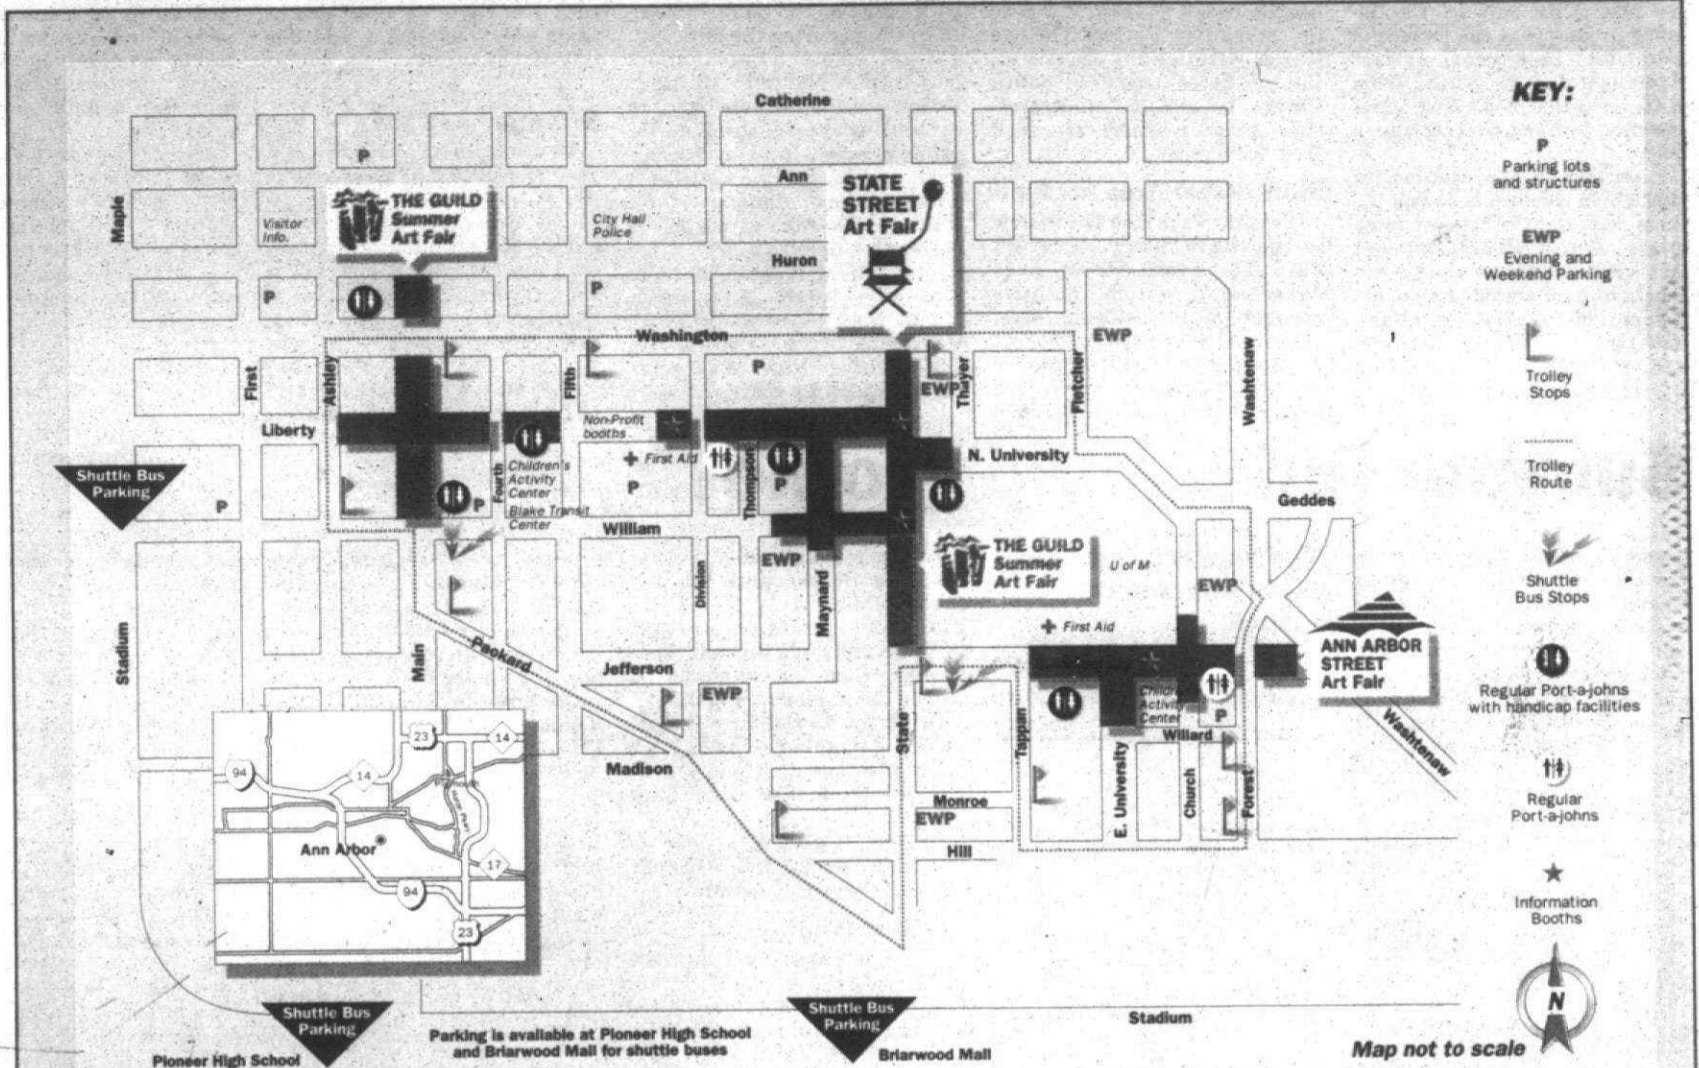 Catherine
KEY:
P
Parking lots
and structures
EWP
Evening and
Weekend Parking
Trolley
Stops
Trolley
Route
Shuttle
Bus Stops
Regular Port-a-johns
with handicap facilities
Regular
Port-a-johns
Information
Booths
N
Map not to scale
P
Ann
STATE
STREET
Art Fair
THE GUILD
Summer
Art Fair
Maple
Visitor
Info.
City Hall
Police
Huron
P
P
Washington
EWP
First
Ashley
Fifth
P
EWP
Thayer
Fletcher
Washtenaw
Liberty
Non-Profit
booths
N. University
Shuttle Bus
Parking
First Aid
Children's
Activity
Center
Fourth
P
P
P
Thompson
P
Blake Transit
Center
William
Geddes
EWP
THE GUILD
Summer
Art Fair
U of M
EWP
Division
Maynard
First Aid
Stadium
Main
Packard
Jefferson
EWP
ANN ARBOR
STREET
Art Fair
Activity
Center
P
Willard
Washtenaw
State
Tappan
E. University
Church
Forest
Madison
Monroe
EWP
Hill
23
14
94
14
Ann Arbor
17
94
23
Shuttle Bus
Parking
Pioneer High School
Parking is available at Pioneer High School
and Briarwood Mall for shuttle buses
Shuttle Bus
Parking
Briarwood Mall
Stadium